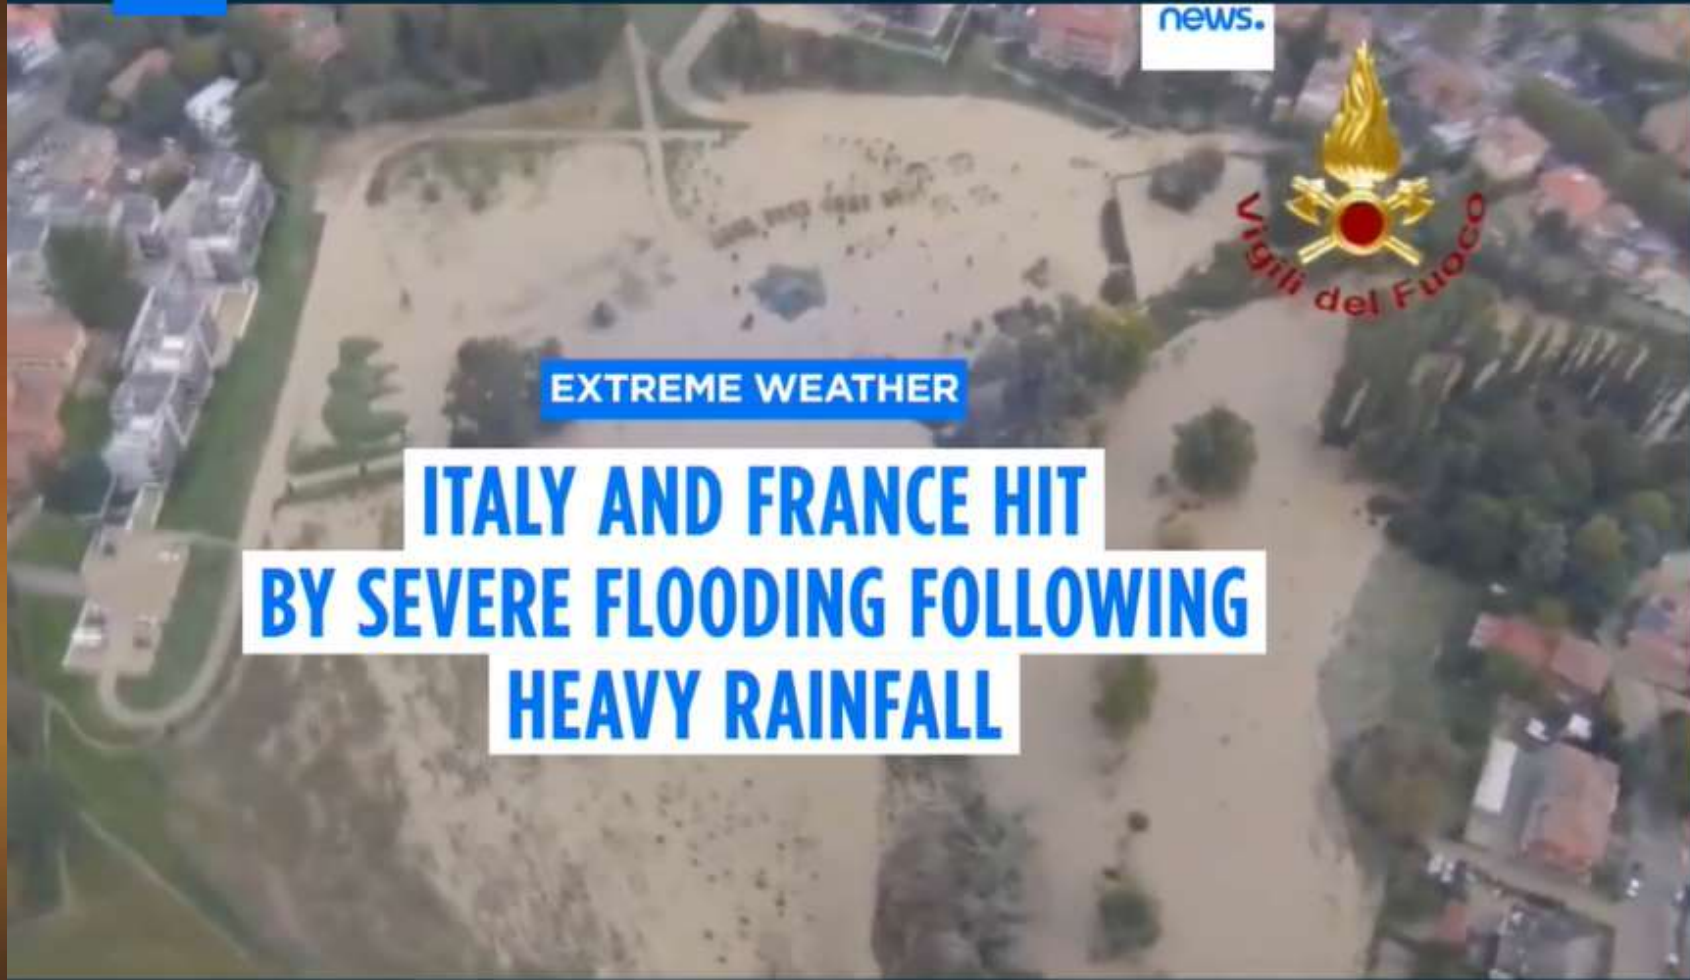 news.
Vigili del Fuoco
EXTREME WEATHER
ITALY AND FRANCE HIT
BY SEVERE FLOODING FOLLOWING
HEAVY RAINFALL